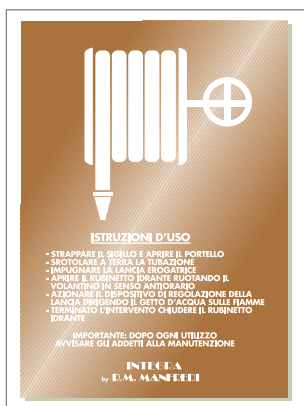 ISTRUZIONI D'USO
- STRAPPARE IL SIGILLO E APRIRE IL PORTELLO
- SROTOLARE A TERRA LA TUBAZIONE
- IMPUGNARE LA LANCIA EROGATRICE
- APRIRE IL RUBINETTO IDRANTE RUOTANDO IL
VOLANTINO IN SENSO ANTIORARIO
- AZIONARE IL DISPOSITIVO DI REGOLAZIONE DELLA
LANCIA DIRIGENDO IL GETTO D'ACQUA SULLE FIAMME
- TERMINATO L'INTERVENTO CHIUDERE IL RUBINETTO
IDRANTE
IMPORTANTE: DOPO OGNI UTILIZZO
AVVISARE GLI ADDETTI ALLA MANUTENZIONE
INTEGRA
by R.M. MANFREDI